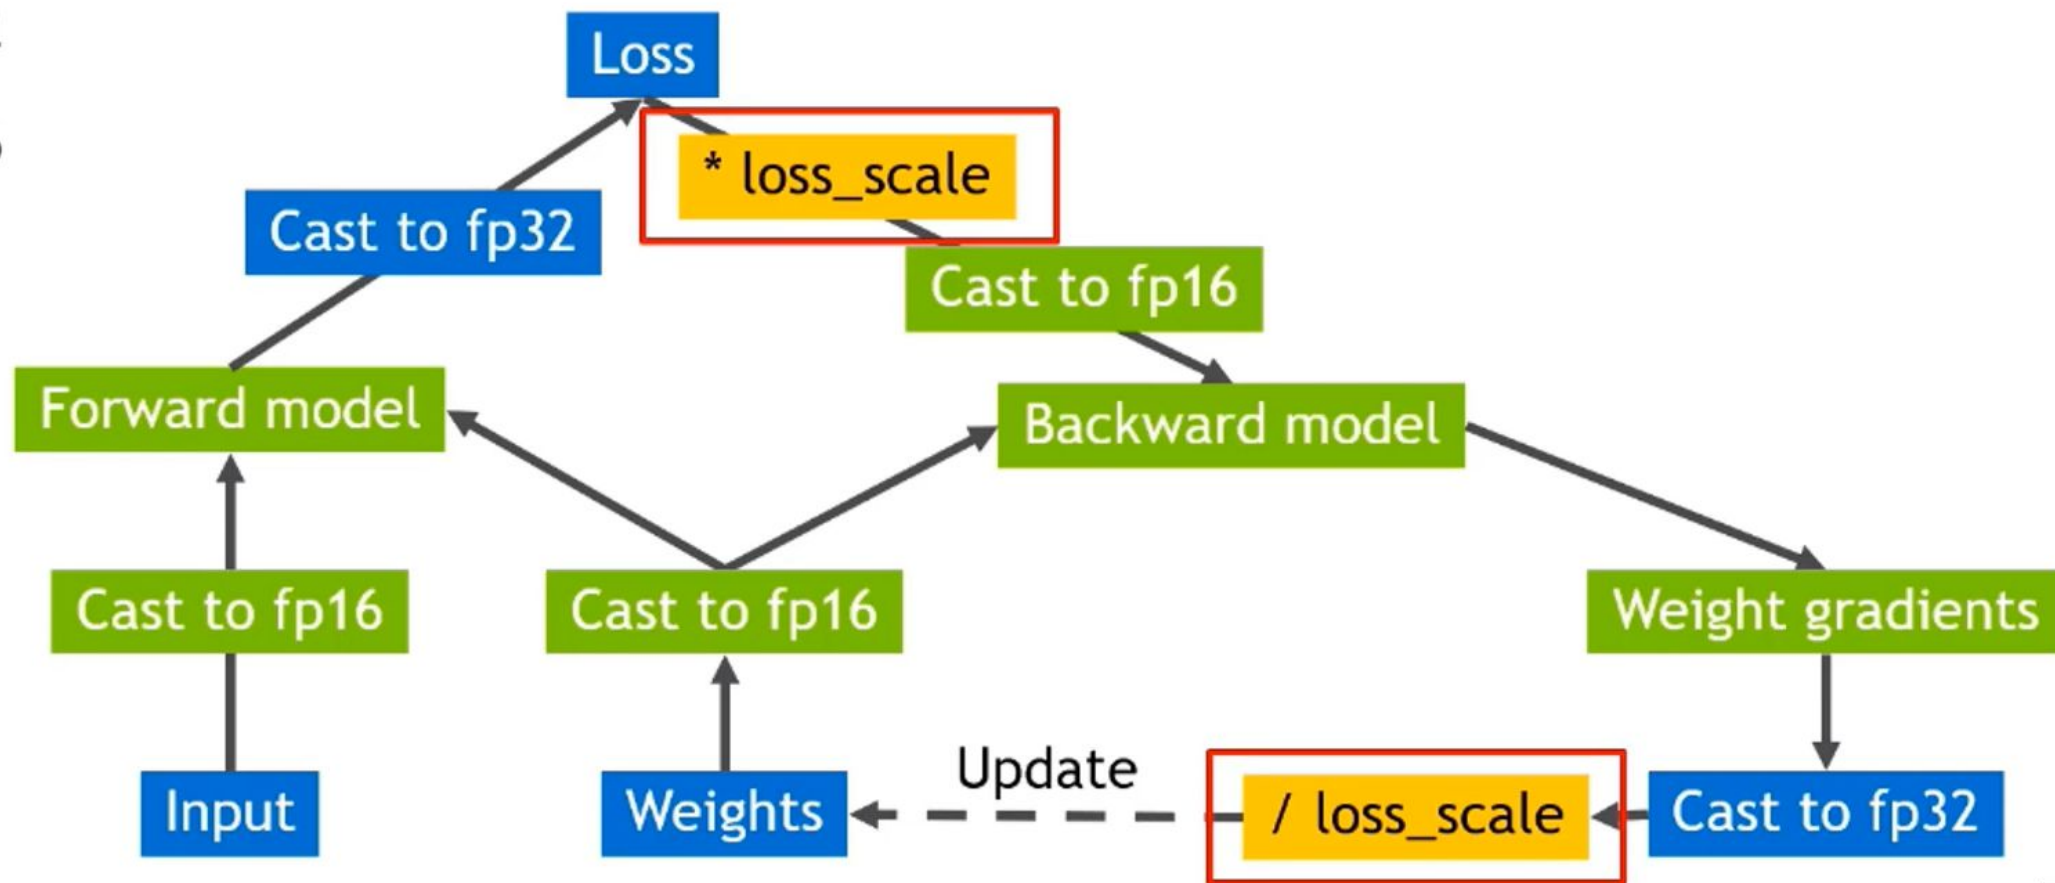 Loss
* loss_scale
Cast to fp32
Cast to fp16
Forward model
Backward model
Cast to fp16
Cast to fp16
Weight gradients
Update
Input
Weights
/ loss_scale
Cast to fp32